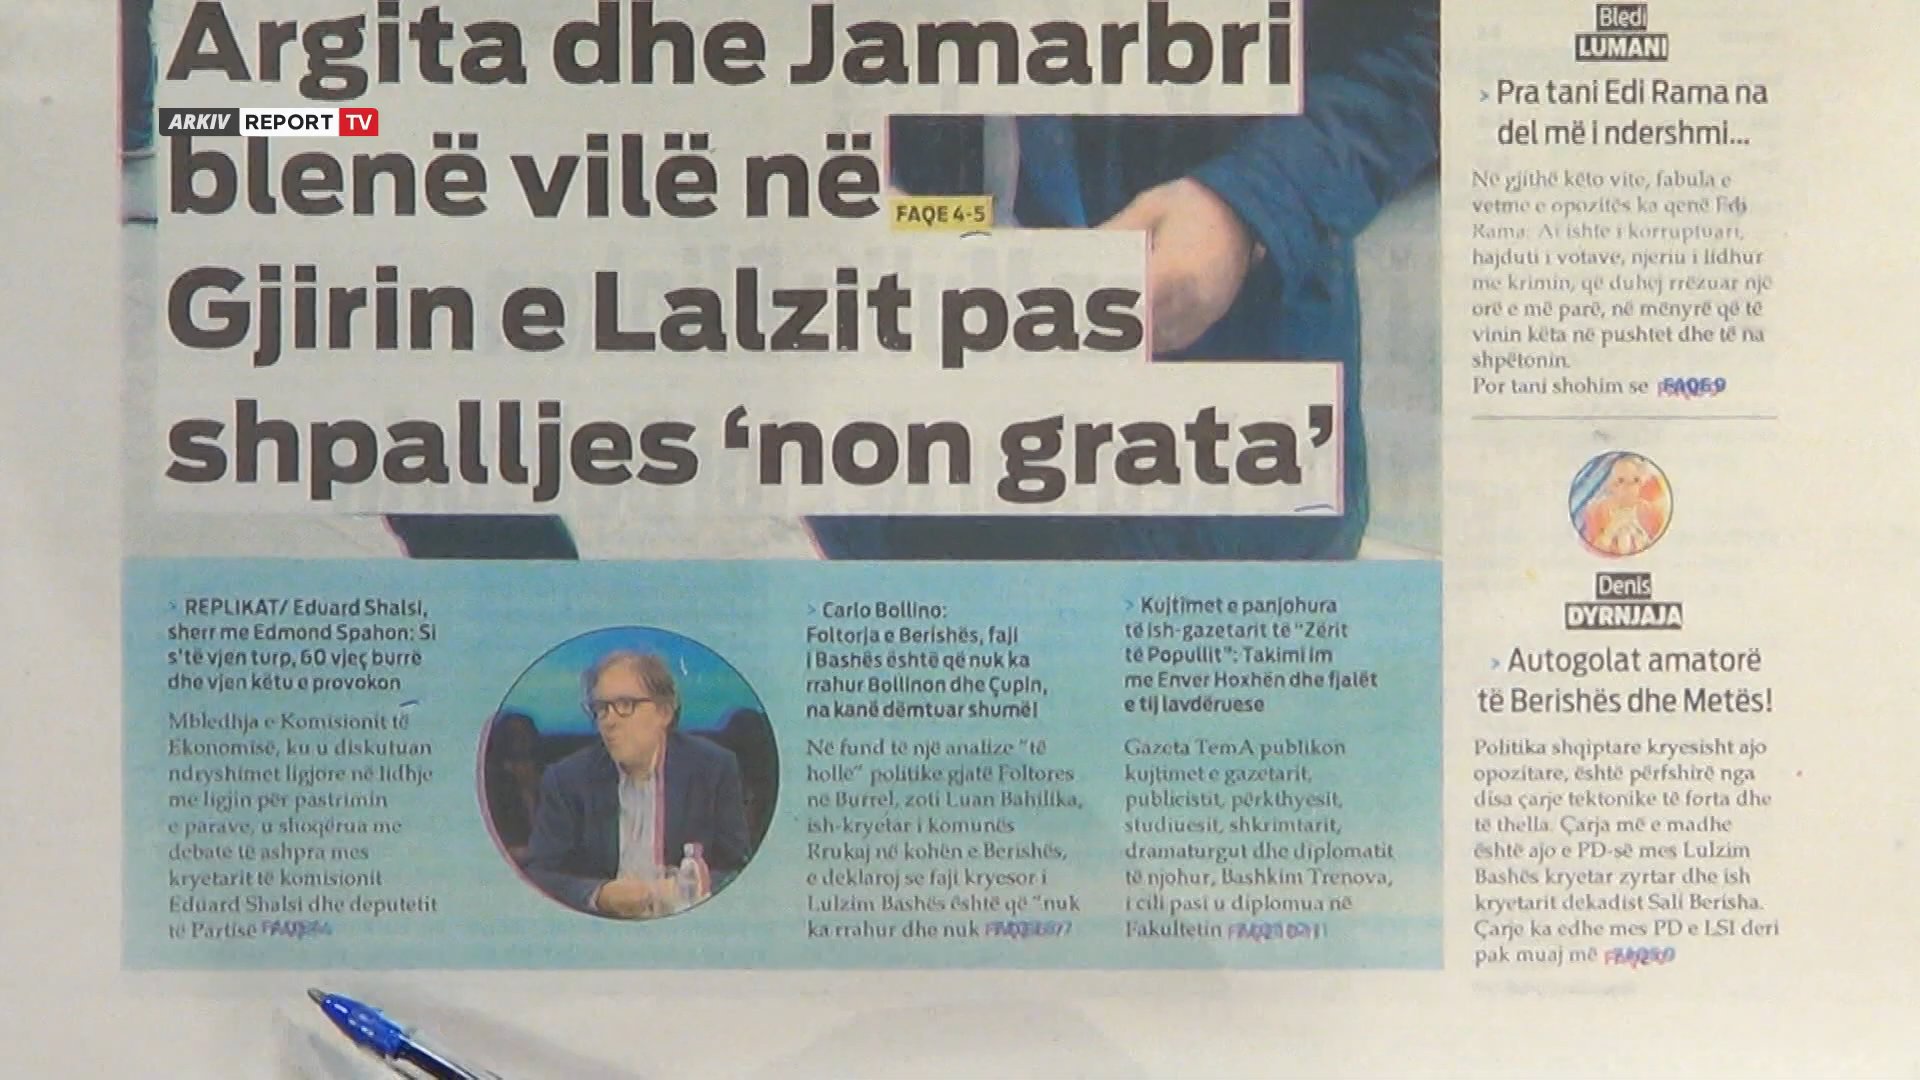 Argita dhe Jamarbri
ARKIV REPORT TV
blenë vilë në
FAQE 4-5
Gjirin e Lalzit pas
shpalljes ‘non grata’
> REPLIKAT/ Eduard Shalsi,
sherr me Edmond Spahon: Si
s'të vjen turp, 60 vjeç burrë
dhe vjen këtu e provokon
Mbledhja e Komisionit të
Ekonomisë, ku u diskutuan
ndryshimet ligjore në lidhje
me ligjin për pastrimin
e parave, u shoqërua me
debate të ashpra mes
kryetarit të komisionit
Eduard Shalsi dhe deputetit
të Partisë
> Carlo Bollino:
Foltorja e Berishës, faji
i Bashës është që nuk ka
rrahur Bollinon dhe Çupin,
na kanë dëmtuar shumë!
Në fund të një analize “të
hollë” politike gjatë Foltores
në Burrel, zoti Luan Bahilika,
ish-kryetar i komunës
Rrukaj në kohën e Berishës,
e deklaroj se faji kryesor i
Lulzim Bashës është që “nuk
ka rrahur dhe nuk
> Kujtimet e panjohura
të ish-gazetarit të “Zërit
të Popullit”: Takimi im
me Enver Hoxhën dhe fjalët
e tij lavdëruese
Gazeta TemA publikon
kujtimet e gazetarit,
publicistit, përkthyesit,
studiuesit, shkrimtarit,
dramaturgut dhe diplomatit
të njohur, Bashkim Trenova,
i cili pasi u diplomua në
Fakultetin
Bledi
LUMANI
> Pra tani Edi Rama na
del më i ndershmi...
Në gjithë këto vite, fabula e
vetme e opozitës ka qenë Edi
Rama. Ai ishte i korruptuari,
hajduti i votave, njeriu i lidhur
me krimin, që duhej rrëzuar një
orë e më parë, në mënyrë që të
vinin këta në pushtet dhe të na
shpëtonin.
Por tani shohim se FAQE 9
Denis
DYRNJAJA
> Autogolat amatorë
të Berishës dhe Metës!
Politika shqiptare kryesisht ajo
opozitare, është përfshirë nga
disa çarje tektonike të forta dhe
të thella. Çarja më e madhe
është ajo e PD-së mes Lulzim
Bashës kryetar zyrtar dhe ish
kryetarit dekadist Sali Berisha.
Çarje ka edhe mes PD e LSI deri
pak muaj më